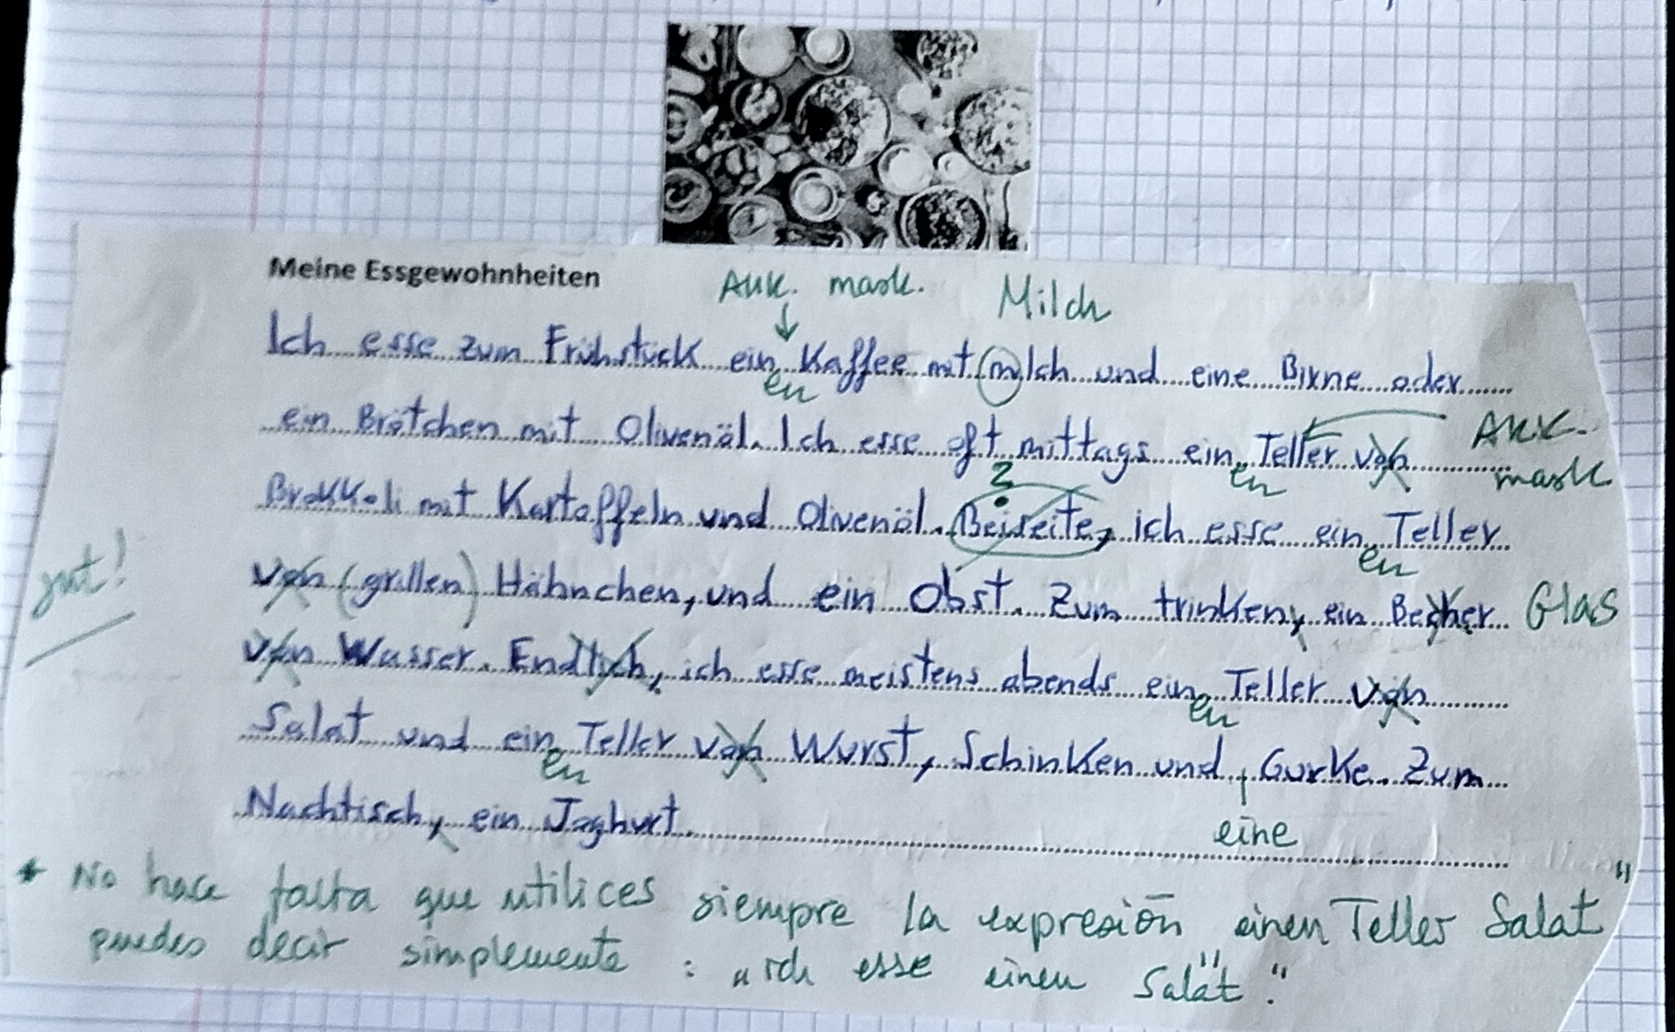 Meine Essgewohnheiten
Akk. mask. Milch
Ich esse zum Frühstück ein Kaffee mit milch und eine Birne oder
en
ein Brötchen mit Olivenöl. Ich esse oft mittags ein Teller von Akk.
en mask
?
Brokkoli mit Kartoffeln und Olivenöl. Beiseite, ich esse ein Teller
en
gut!
von (grillen) Hähnchen, und ein Obst. Zum trinken, ein Becher Glas
von Wasser. Endlich, ich esse meistens abends ein Teller von
en
Salat und ein Teller von Wurst, Schinken und Gurke. Zum
en eine
Nachtisch, ein Joghurt.
* No hace falta que utilices siempre la expresión einen Teller Salat"
puedes decir simplemente: "ich esse einen Salat".